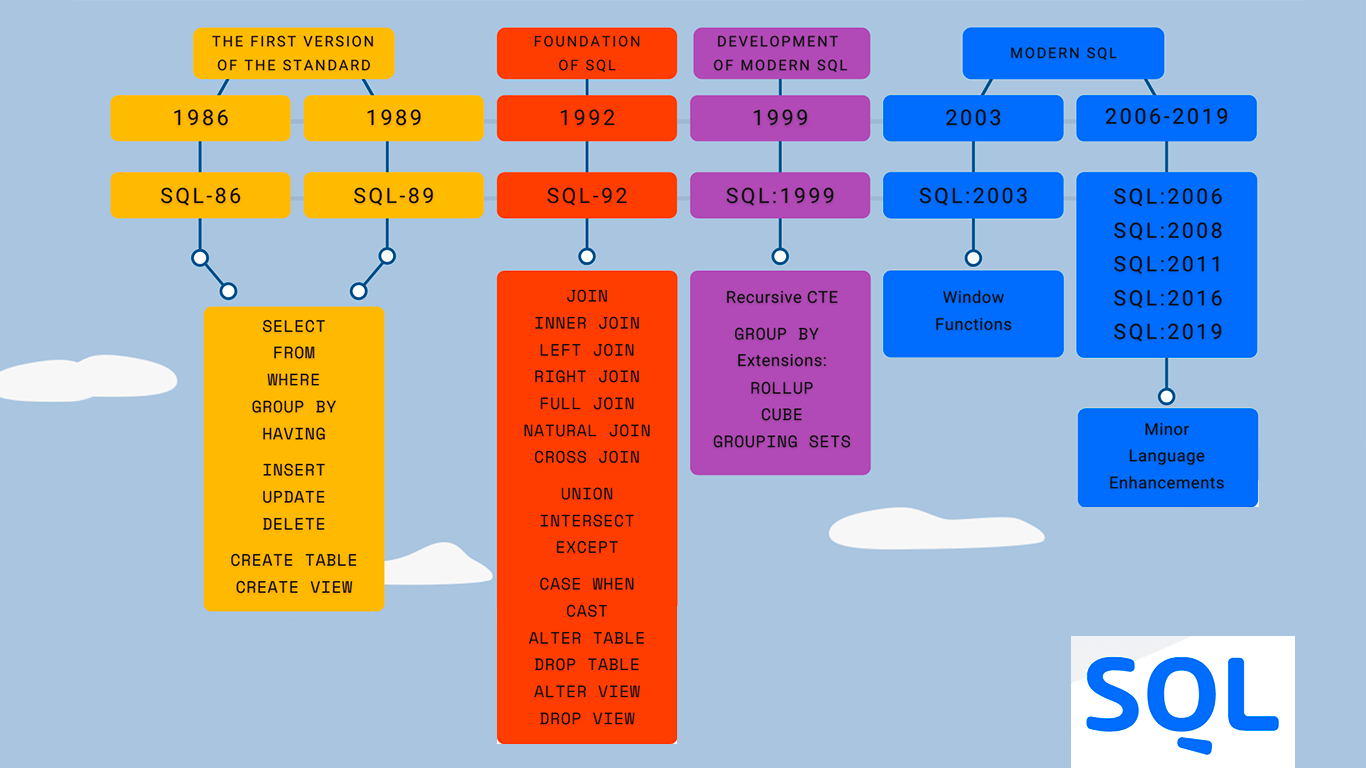 THE FIRST VERSION
OF THE STANDARD
1986
1989
SQL-86
SQL-89
SELECT
FROM
WHERE
GROUP BY
HAVING
INSERT
UPDATE
DELETE
CREATE TABLE
CREATE VIEW
FOUNDATION
OF SQL
1992
SQL-92
JOIN
INNER JOIN
LEFT JOIN
RIGHT JOIN
FULL JOIN
NATURAL JOIN
CROSS JOIN
UNION
INTERSECT
EXCEPT
CASE WHEN
CAST
ALTER TABLE
DROP TABLE
ALTER VIEW
DROP VIEW
DEVELOPMENT
OF MODERN SQL
1999
SQL:1999
Recursive CTE
GROUP BY
Extensions:
ROLLUP
CUBE
GROUPING SETS
MODERN SQL
2003
SQL:2003
Window
Functions
2006-2019
SQL:2006
SQL:2008
SQL:2011
SQL:2016
SQL:2019
Minor
Language
Enhancements
SQL